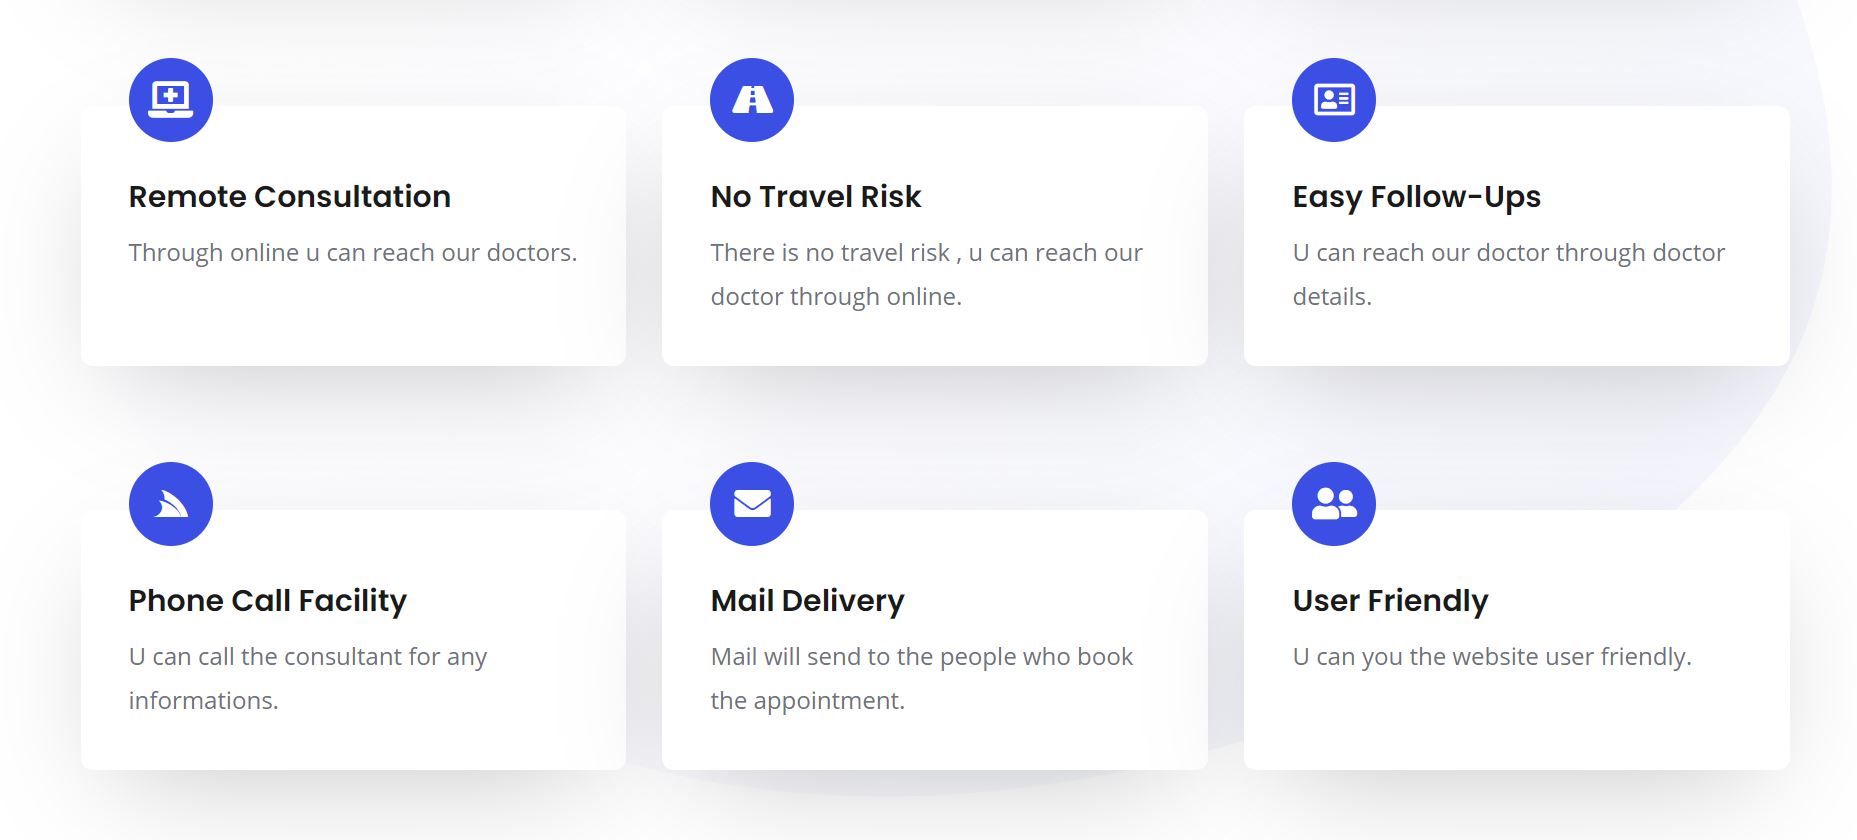 Remote Consultation
Through online u can reach our doctors.
No Travel Risk
There is no travel risk , u can reach our
doctor through online.
Easy Follow-Ups
U can reach our doctor through doctor
details.
Phone Call Facility
U can call the consultant for any
informations.
Mail Delivery
Mail will send to the people who book
the appointment.
User Friendly
U can you the website user friendly.